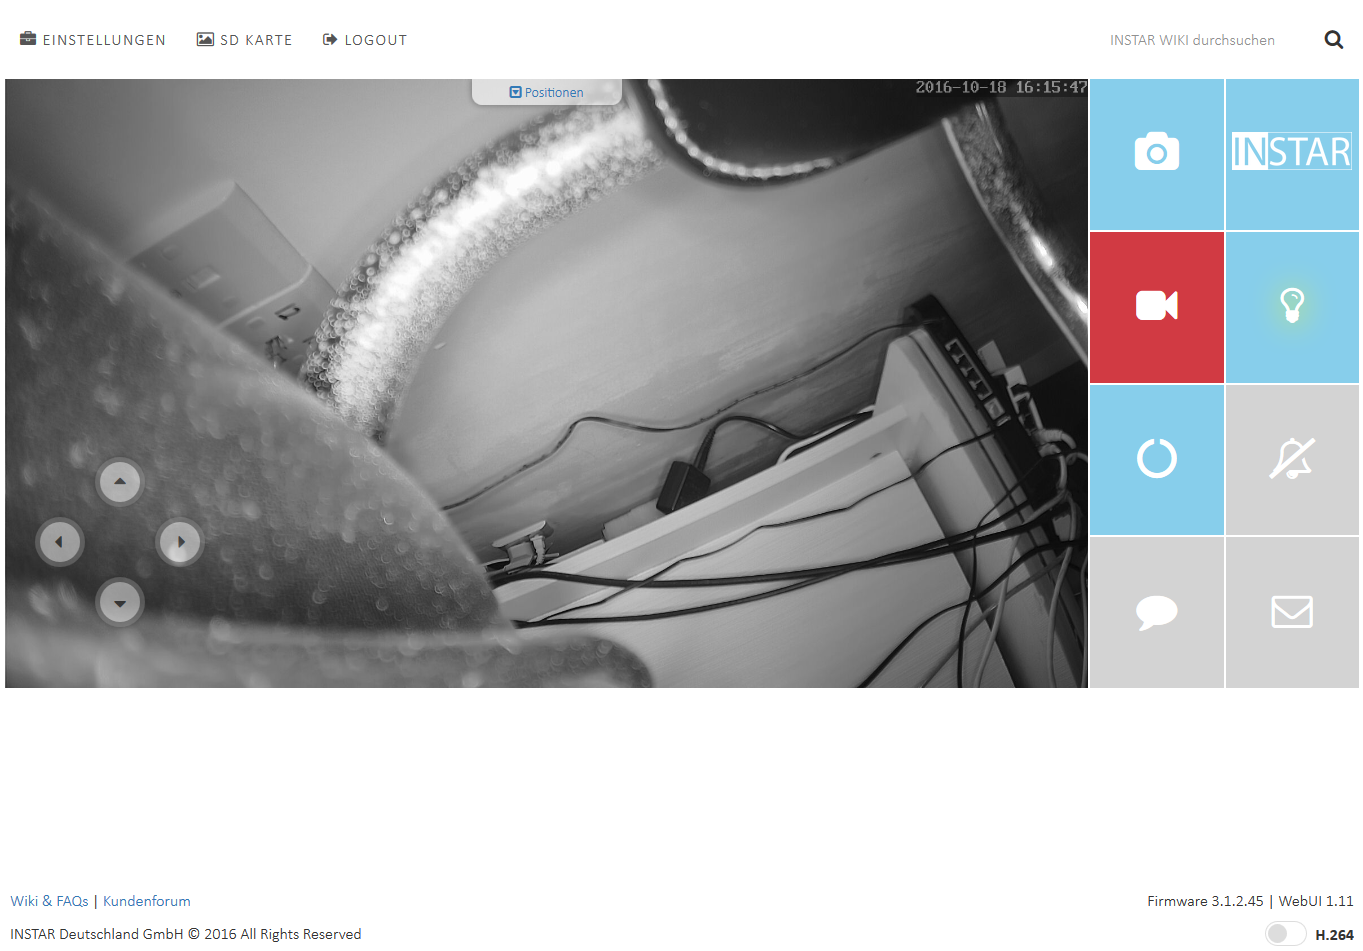 EINSTELLUNGEN SD KARTE LOGOUT INSTAR WIKI durchsuchen
Positionen 2016-10-18 16:15:47
INSTAR
Wiki & FAQs | Kundenforum
Firmware 3.1.2.45 | WebUI 1.11
INSTAR Deutschland GmbH © 2016 All Rights Reserved
H.264